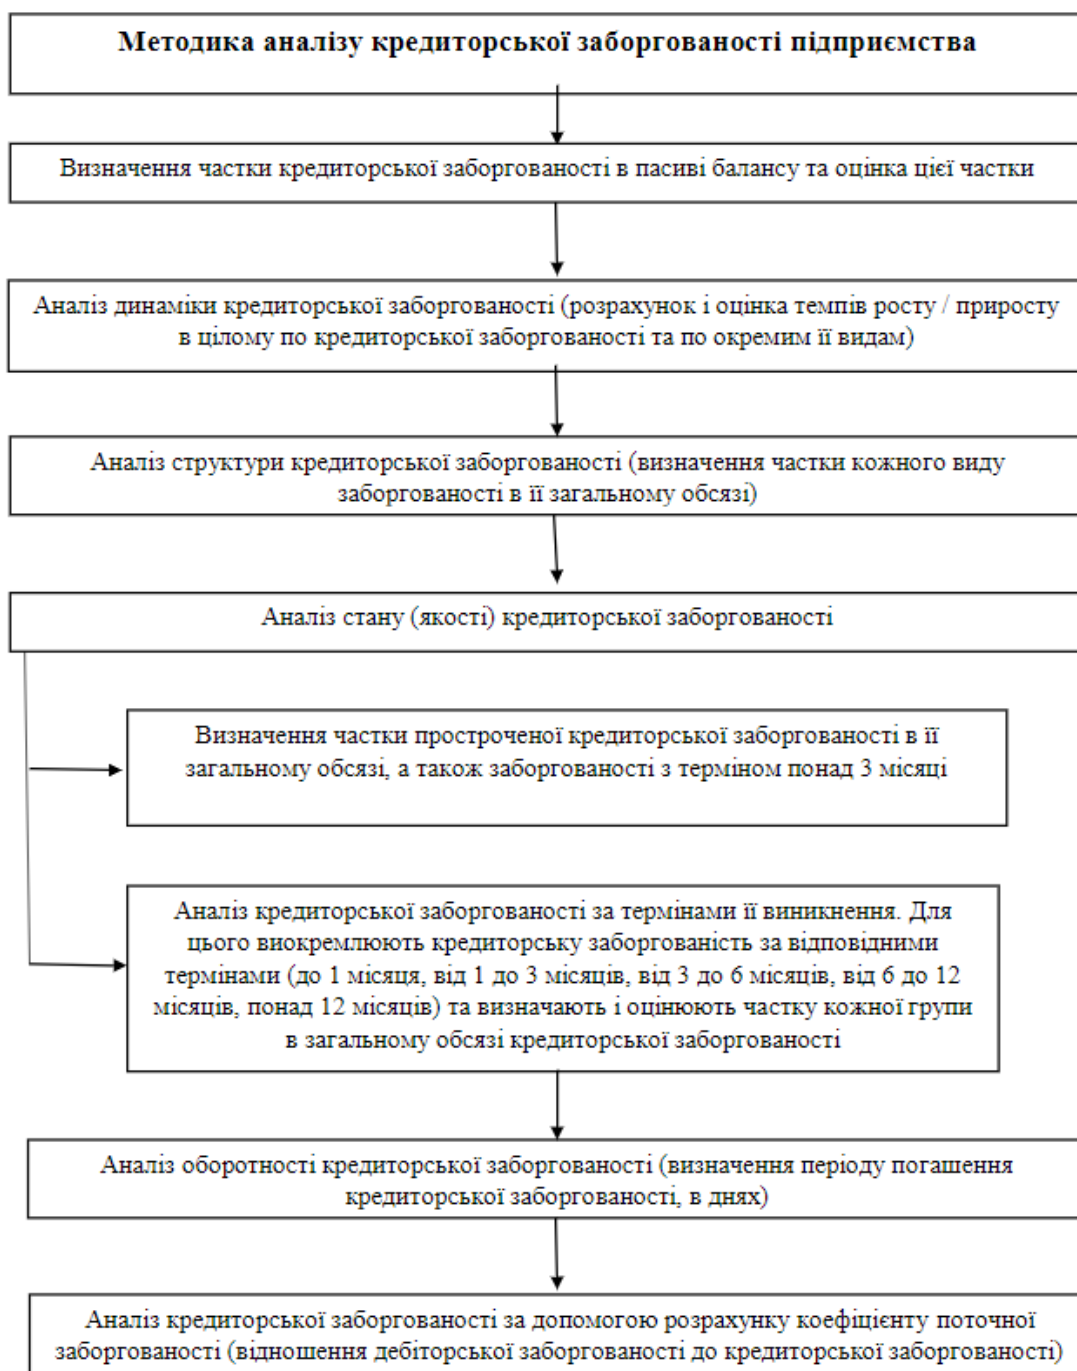 Методика аналізу кредиторської заборгованості підприємства
Визначення частки кредиторської заборгованості в пасиві балансу та оцінка цієї частки
Аналіз динаміки кредиторської заборгованості (розрахунок і оцінка темпів росту / приросту
в цілому по кредиторської заборгованості та по окремим її видам)
Аналіз структури кредиторської заборгованості (визначення частки кожного виду
заборгованості в її загальному обсязі)
Аналіз стану (якості) кредиторської заборгованості
Визначення частки простроченої кредиторської заборгованості в її
загальному обсязі, а також заборгованості з терміном понад 3 місяці
Аналіз кредиторської заборгованості за термінами її виникнення. Для
цього виокремлюють кредиторську заборгованість за відповідними
термінами (до 1 місяця, від 1 до 3 місяців, від 3 до 6 місяців, від 6 до 12
місяців, понад 12 місяців) та визначають і оцінюють частку кожної групи
в загальному обсязі кредиторської заборгованості
Аналіз оборотності кредиторської заборгованості (визначення періоду погашення
кредиторської заборгованості, в днях)
Аналіз кредиторської заборгованості за допомогою розрахунку коефіцієнту поточної
заборгованості (відношення дебіторської заборгованості до кредиторської заборгованості)